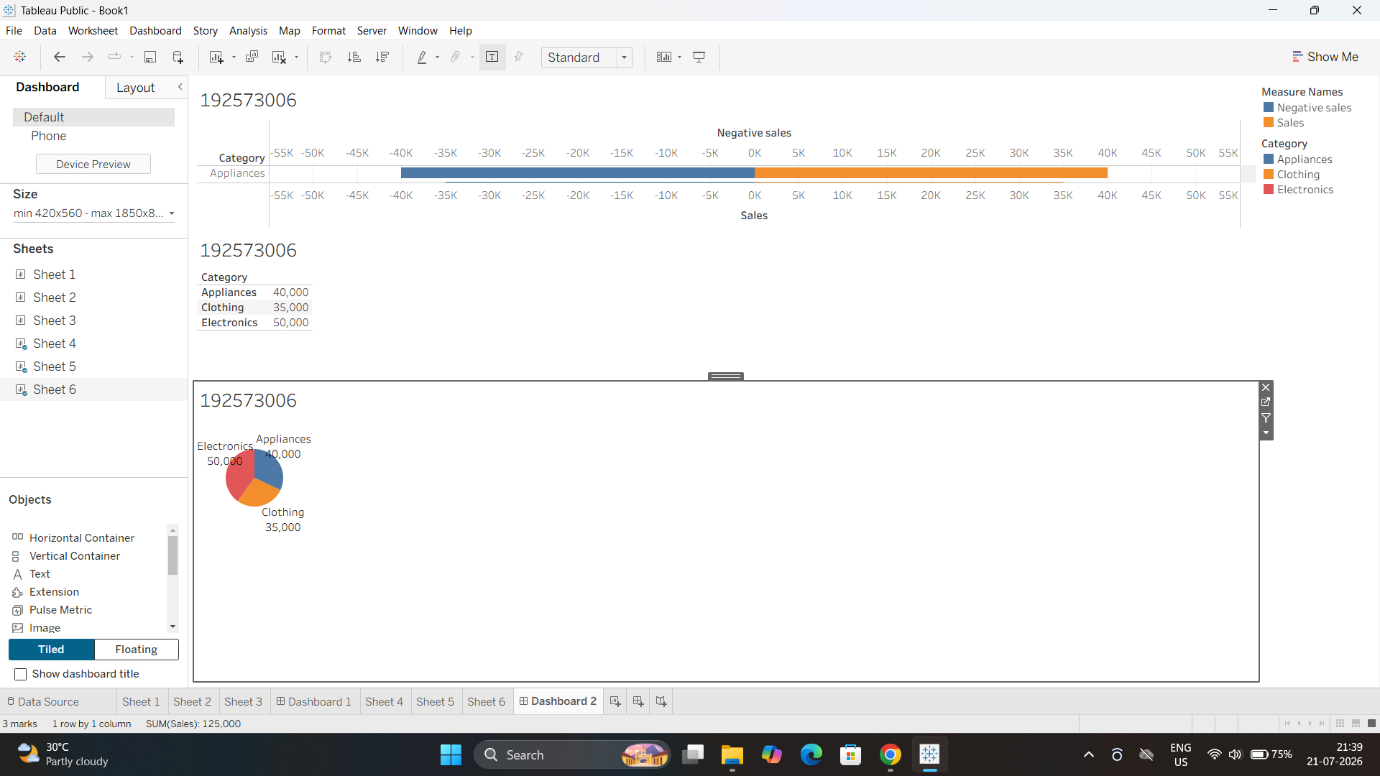 Tableau Public - Book1
File Data Worksheet Dashboard Story Analysis Map Format Server Window Help
Standard
Show Me
Dashboard Layout
Default
Phone
Device Preview
Size
min 420x560 - max 1850x8...
Sheets
Sheet 1
Sheet 2
Sheet 3
Sheet 4
Sheet 5
Sheet 6
Objects
Horizontal Container
Vertical Container
Text
Extension
Pulse Metric
Image
Tiled Floating
Show dashboard title
192573006
Negative sales
Category -55K -50K -45K -40K -35K -30K -25K -20K -15K -10K -5K 0K 5K 10K 15K 20K 25K 30K 35K 40K 45K 50K 55K
Appliances
-55K -50K -45K -40K -35K -30K -25K -20K -15K -10K -5K 0K 5K 10K 15K 20K 25K 30K 35K 40K 45K 50K 55K
Sales
192573006
Category
Appliances 40,000
Clothing 35,000
Electronics 50,000
192573006
Appliances
40,000
Electronics
50,000
Clothing
35,000
Measure Names
Negative sales
Sales
Category
Appliances
Clothing
Electronics
Data Source Sheet 1 Sheet 2 Sheet 3 Dashboard 1 Sheet 4 Sheet 5 Sheet 6 Dashboard 2
3 marks 1 row by 1 column SUM(Sales): 125,000
30°C
Partly cloudy
Search
ENG
US
75%
21:39
21-07-2026